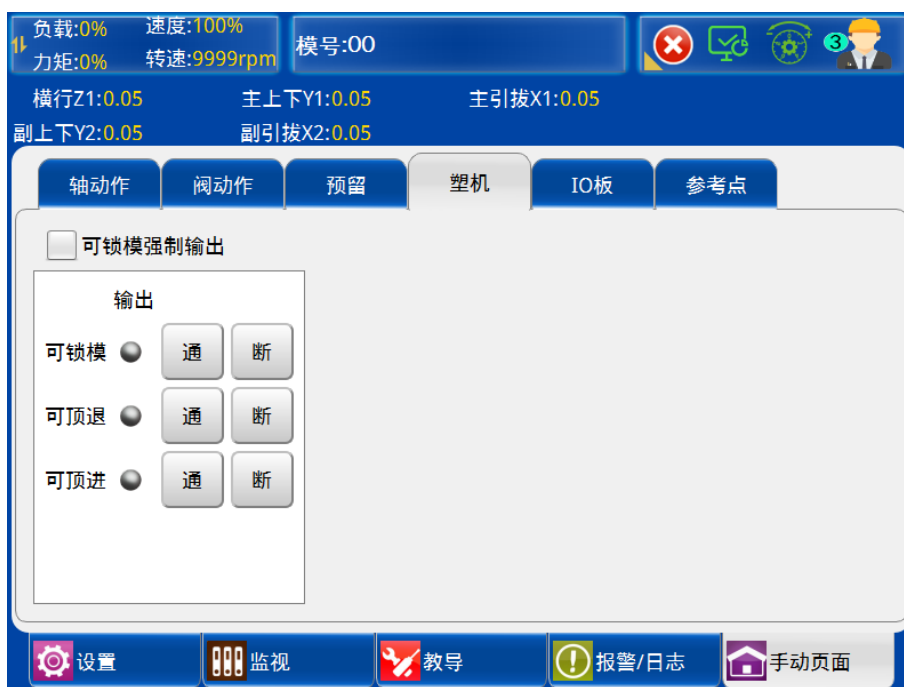 负载:0% 速度:100%
力矩:0% 转速:9999rpm
模号:00
3
横行Z1:0.05 主上下Y1:0.05 主引拔X1:0.05
副上下Y2:0.05 副引拔X2:0.05
轴动作 阀动作 预留 塑机 IO板 参考点
可锁模强制输出
输出
可锁模 通 断
可顶退 通 断
可顶进 通 断
设置 监视 教导 报警/日志 手动页面